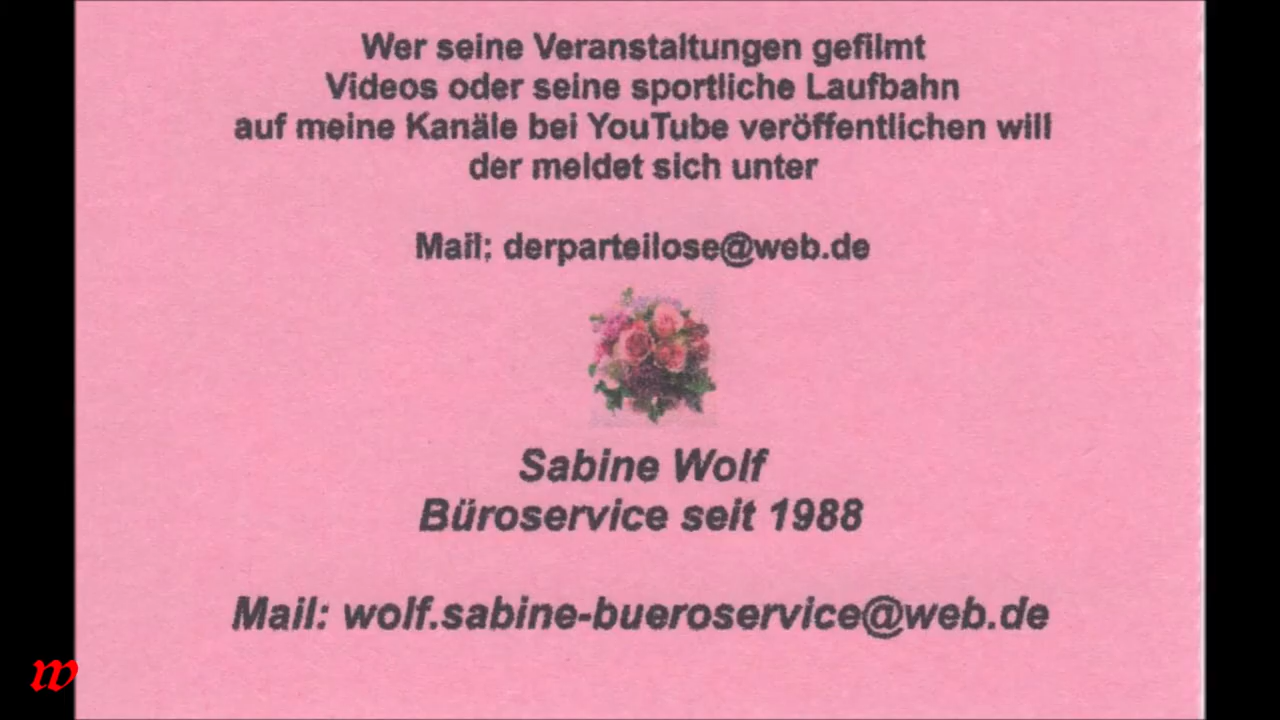 Wer seine Veranstaltungen gefilmt
Videos oder seine sportliche Laufbahn
auf meine Kanäle bei YouTube veröffentlichen will
der meldet sich unter
Mail: derparteilose@web.de
Sabine Wolf
Büroservice seit 1988
Mail: wolf.sabine-bueroservice@web.de
w